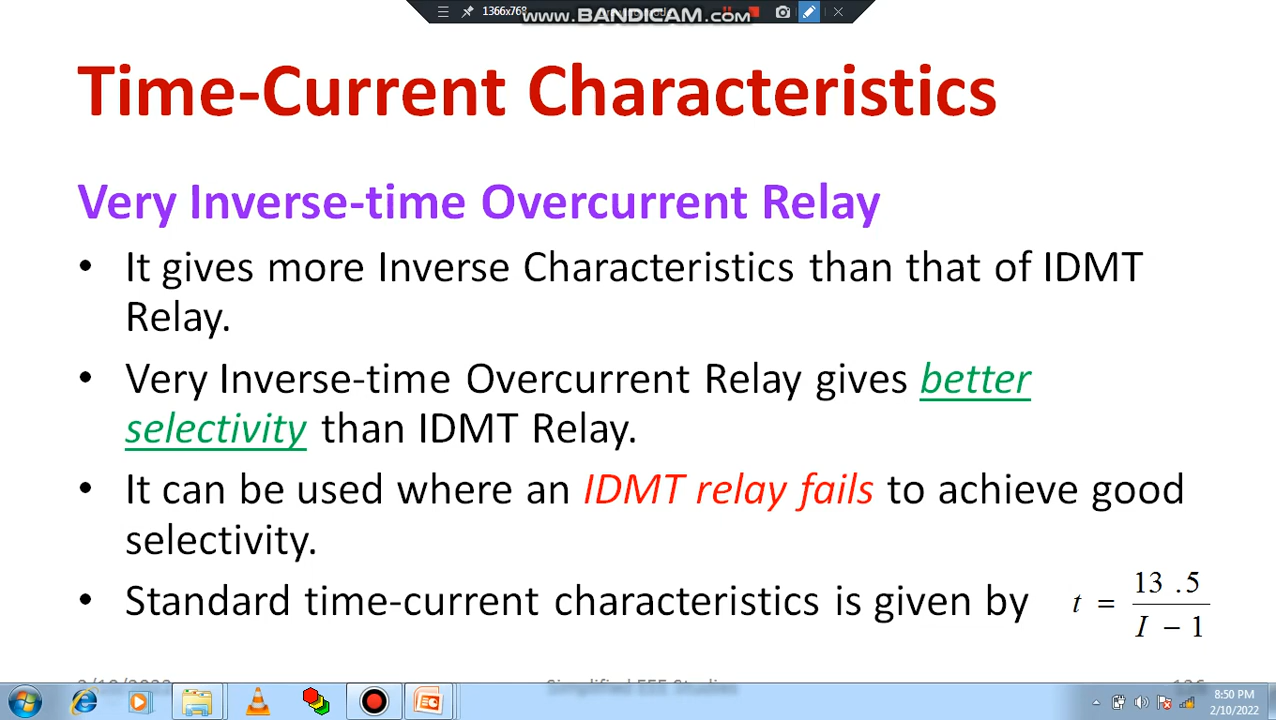 1366x768
www.BANDICAM.com
Time-Current Characteristics
Very Inverse-time Overcurrent Relay
• It gives more Inverse Characteristics than that of IDMT
Relay.
• Very Inverse-time Overcurrent Relay gives better
selectivity than IDMT Relay.
• It can be used where an IDMT relay fails to achieve good
selectivity.
• Standard time-current characteristics is given by t = 13 .5 / I − 1
Simplified EEE Studies
8:50 PM
2/10/2022